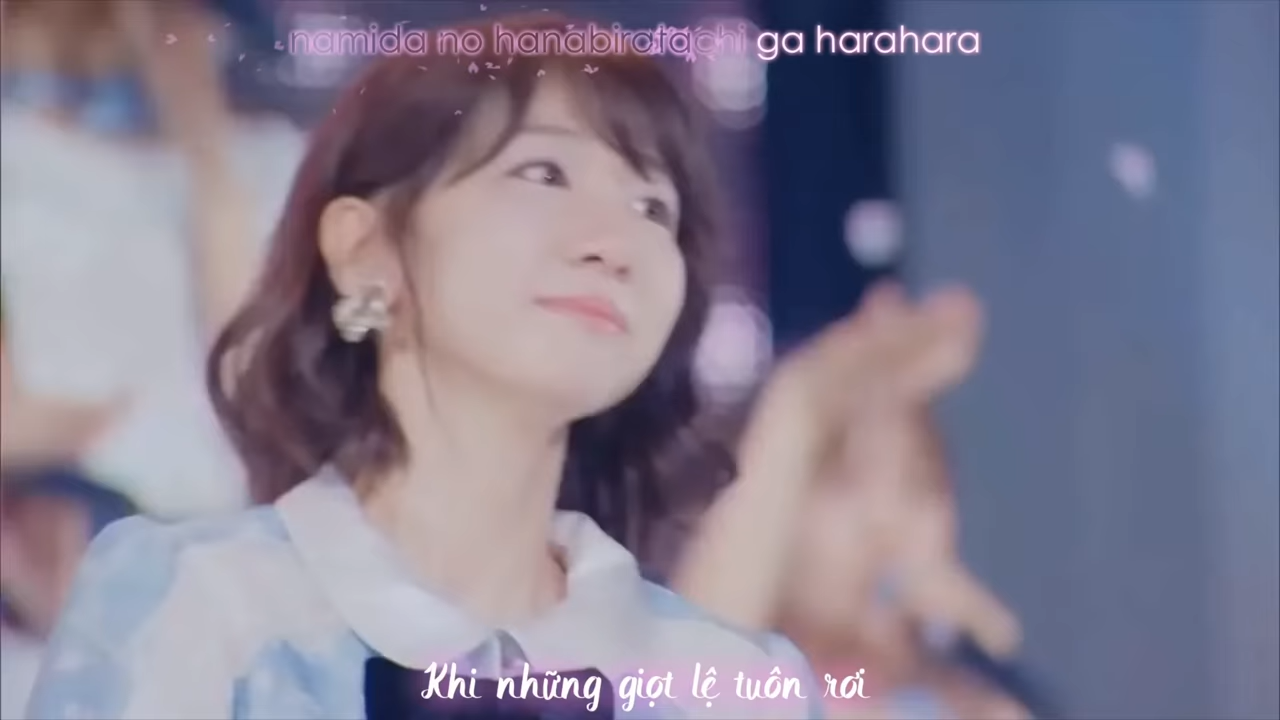 namida no hanabiratachi ga harahara
Khi những giọt lệ tuôn rơi